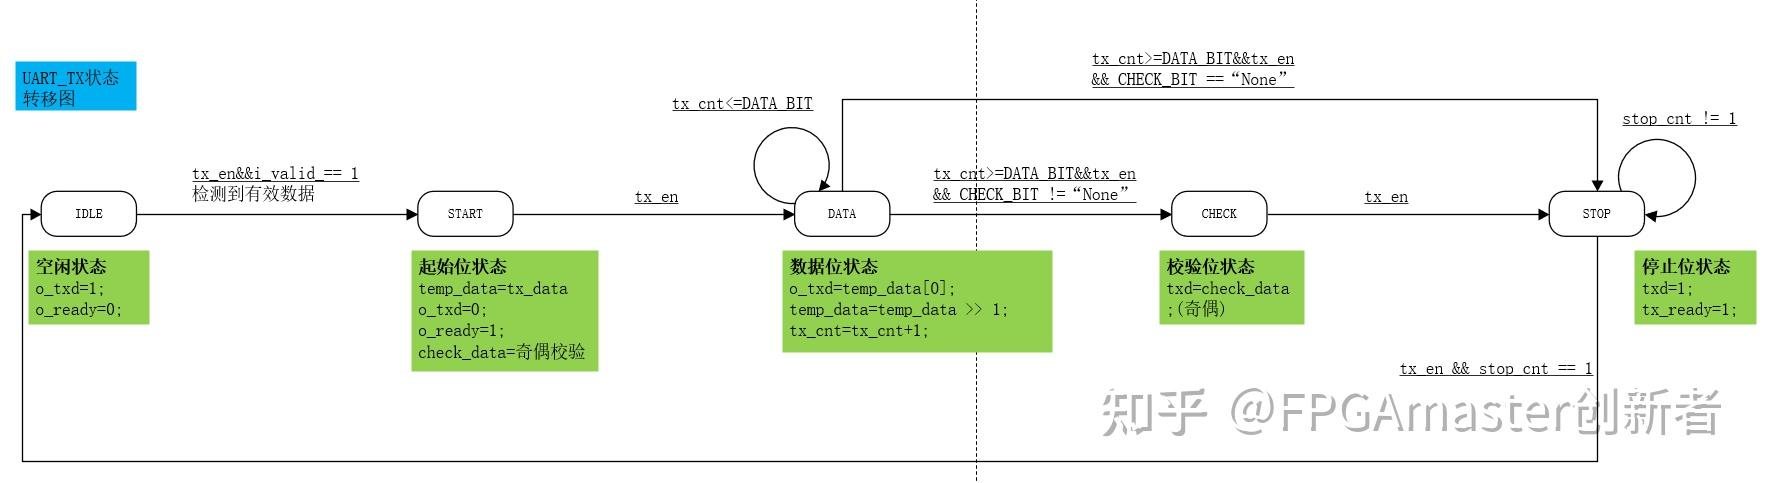 UART_TX状态
转移图
tx_en&&i_valid_== 1
检测到有效数据
tx_en
tx_cnt<=DATA_BIT
tx_cnt>=DATA_BIT&&tx_en
&& CHECK_BIT ==“None”
tx_cnt>=DATA_BIT&&tx_en
&& CHECK_BIT !=“None”
tx_en
stop_cnt != 1
IDLE
START
DATA
CHECK
STOP
空闲状态
o_txd=1;
o_ready=0;
起始位状态
temp_data=tx_data
o_txd=0;
o_ready=1;
check_data=奇偶校验
数据位状态
o_txd=temp_data[0];
temp_data=temp_data >> 1;
tx_cnt=tx_cnt+1;
校验位状态
txd=check_data
;(奇偶)
停止位状态
txd=1;
tx_ready=1;
tx_en && stop_cnt == 1
知乎 @FPGAmaster创新者